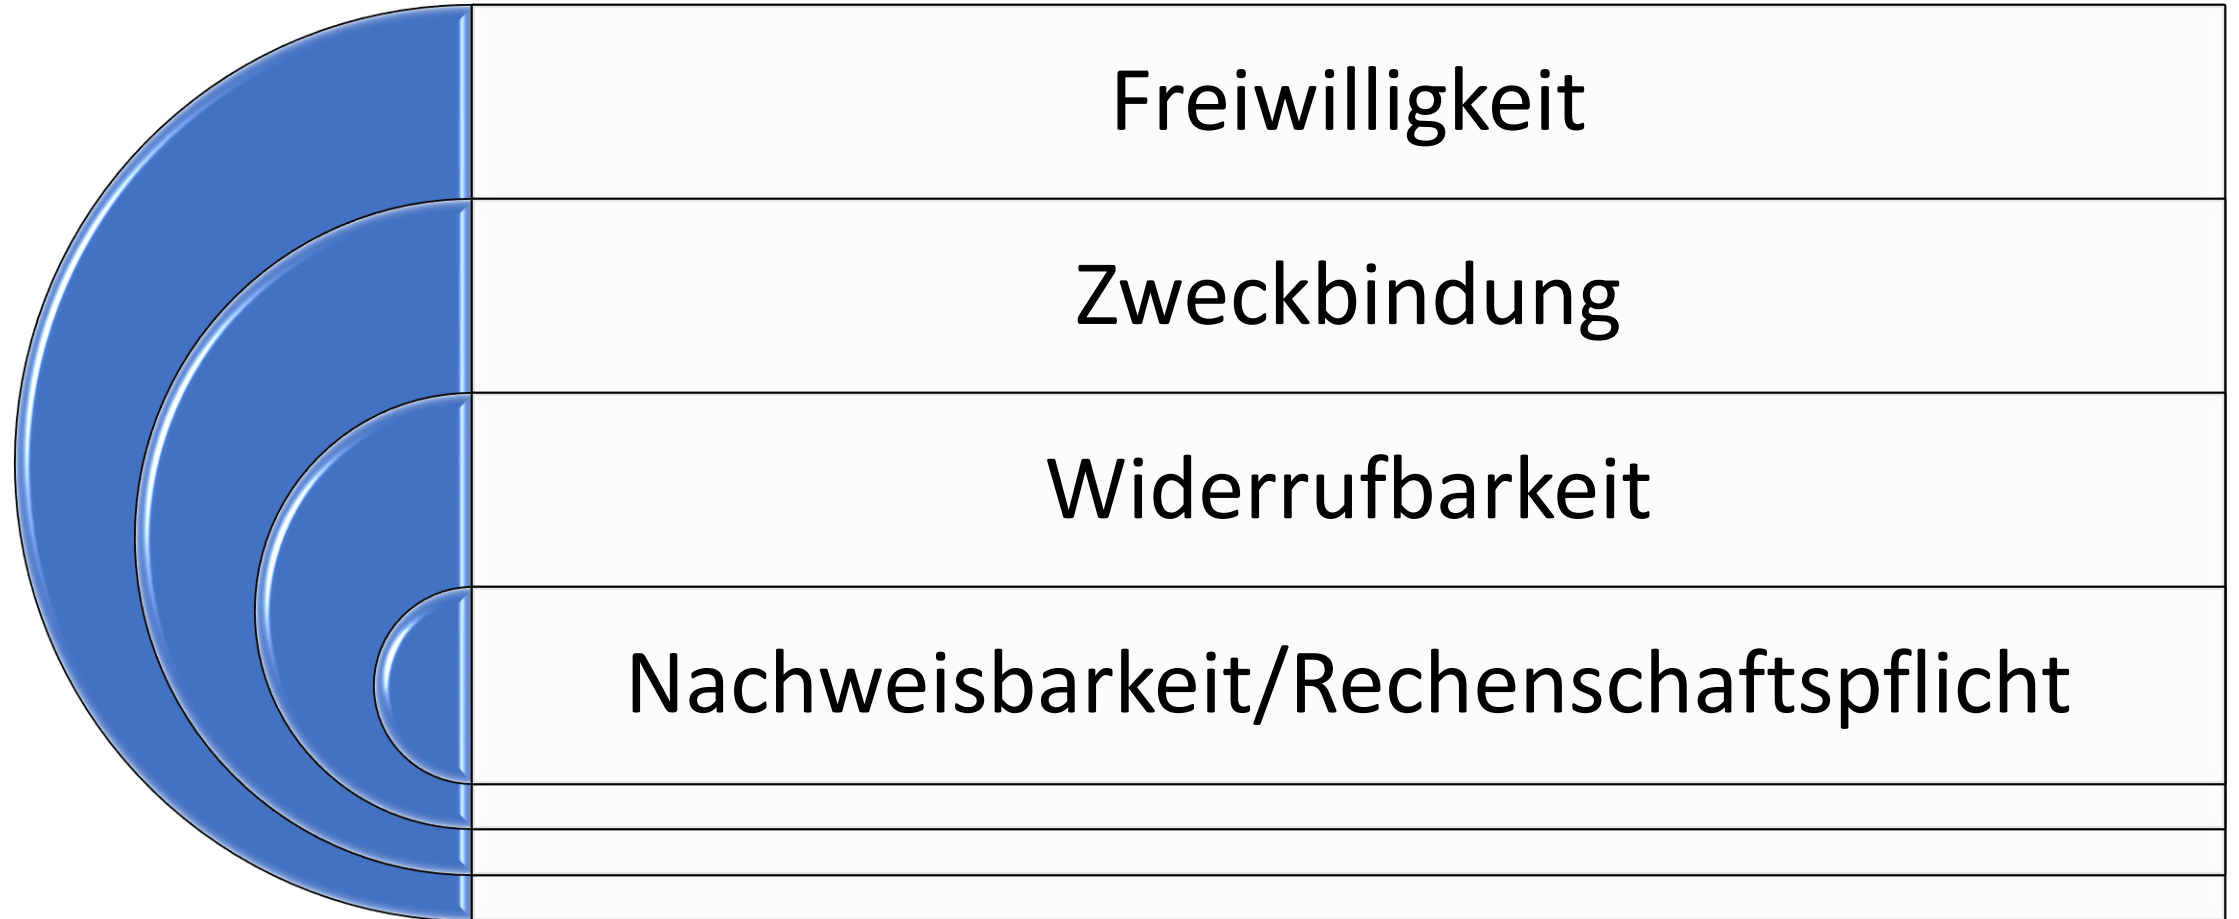 Freiwilligkeit
Zweckbindung
Widerrufbarkeit
Nachweisbarkeit/Rechenschaftspflicht